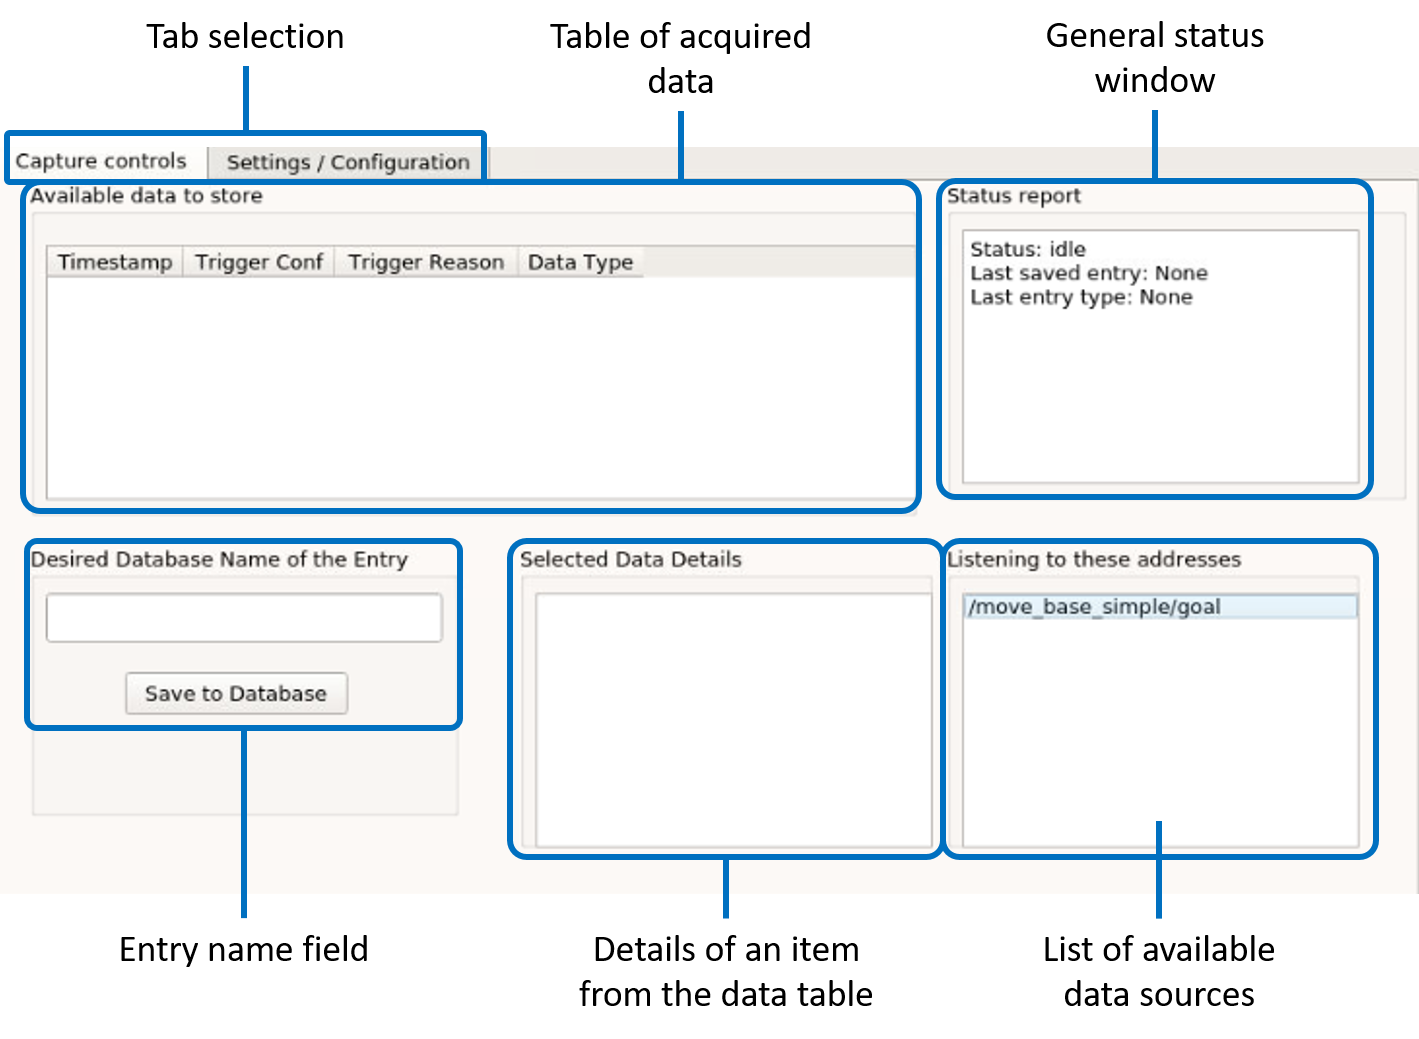 Tab selection
Table of acquired
data
General status
window
Capture controls
Settings / Configuration
Available data to store
Timestamp
Trigger Conf
Trigger Reason
Data Type
Status report
Status: idle
Last saved entry: None
Last entry type: None
Desired Database Name of the Entry
Save to Database
Selected Data Details
Listening to these addresses
/move_base_simple/goal
Entry name field
Details of an item
from the data table
List of available
data sources